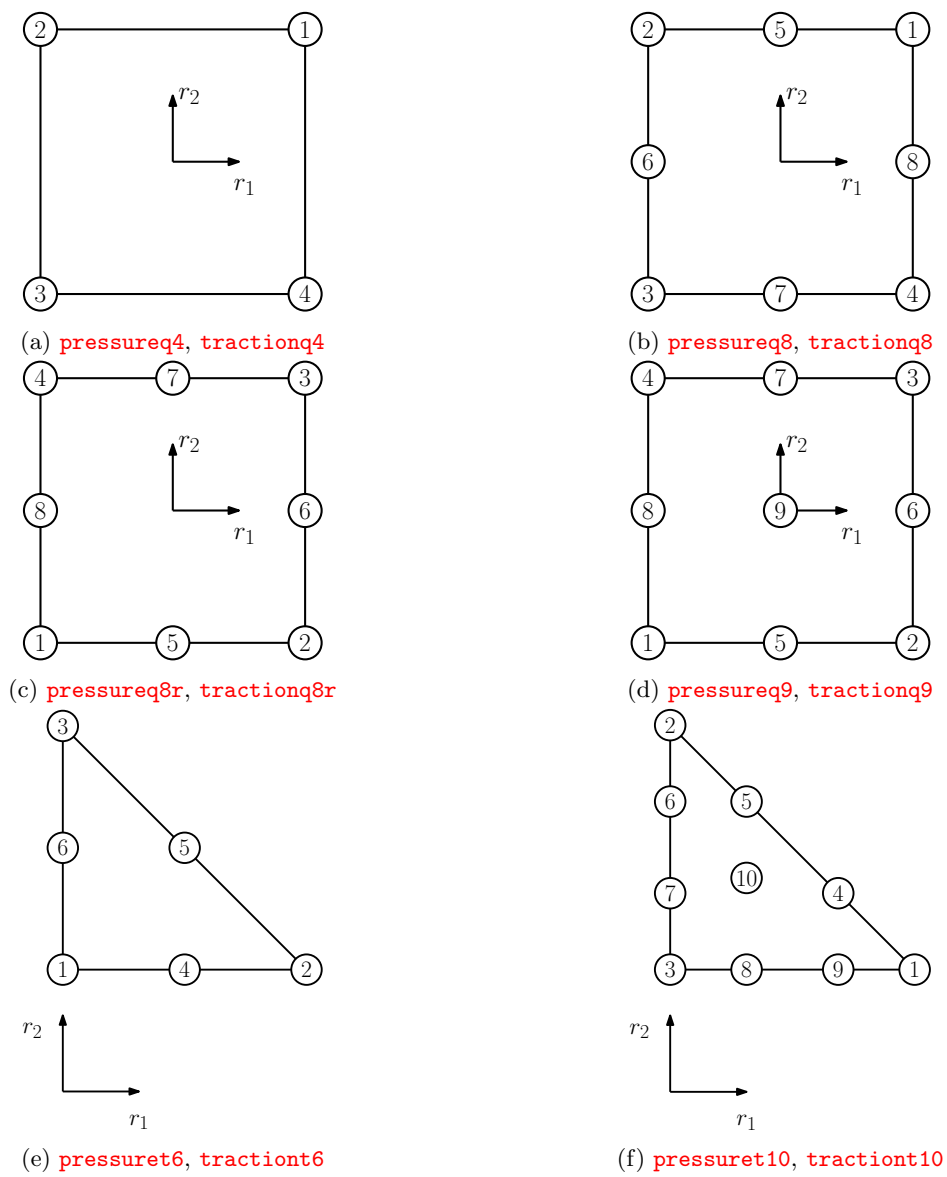 2 1 2 5 1
r2 r2
6 8
r1 r1
3 4 3 7 4
(a) pressureq4, tractionq4 (b) pressureq8, tractionq8
4 7 3 4 7 3
r2 r2
8 6 8 9 6
r1 r1
1 5 2 1 5 2
(c) pressureq8r, tractionq8r (d) pressureq9, tractionq9
3 2
6 5
6 5
10
7 4
1 4 2 3 8 9 1
r2 r2
r1 r1
(e) pressuret6, tractiont6 (f) pressuret10, tractiont10